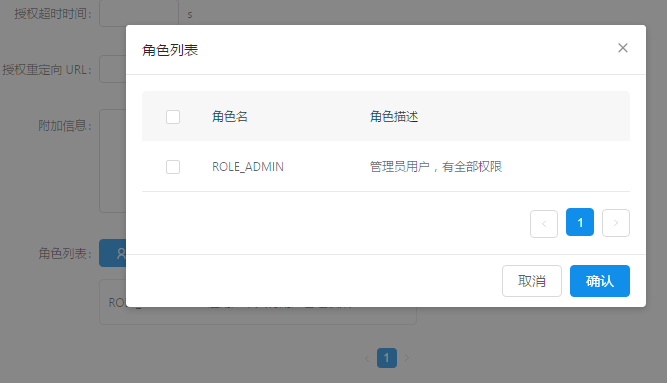 授权超时时间: s
角色列表
授权重定向 URL:
角色名 角色描述
附加信息:
ROLE_ADMIN 管理员用户，有全部权限
1
角色列表:
取消 确认
1